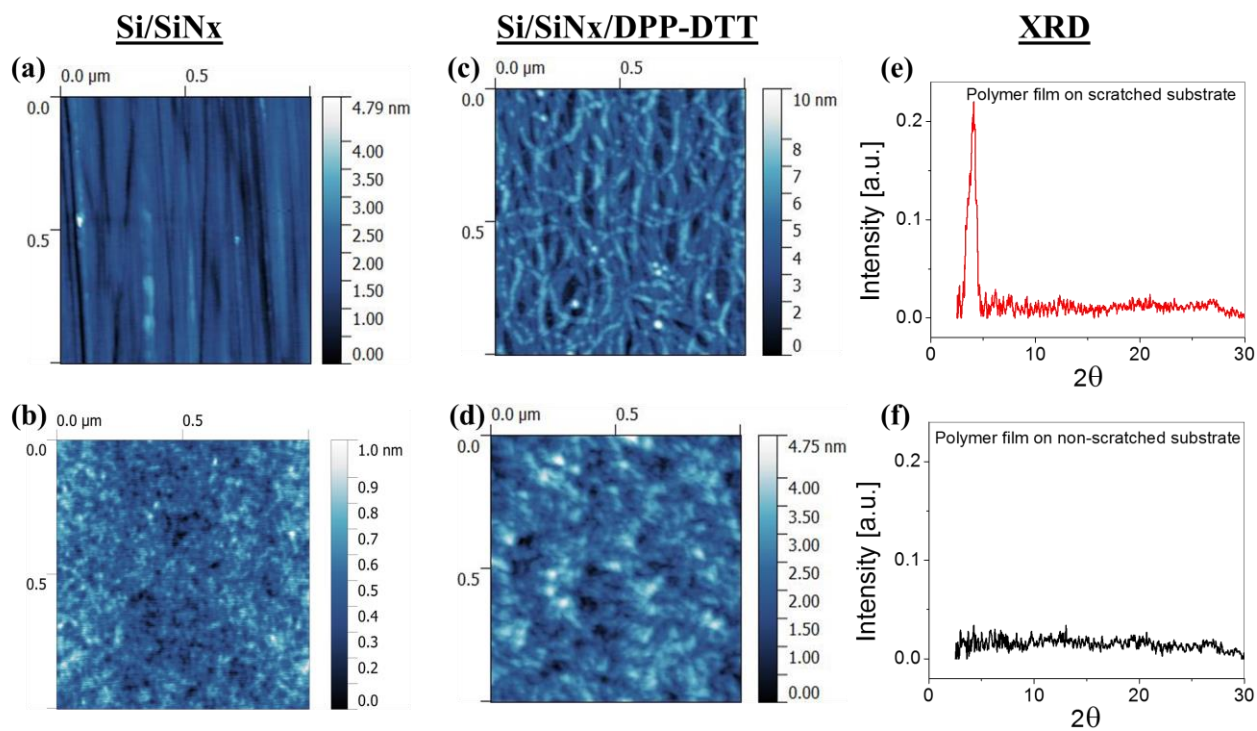 Si/SiNx
Si/SiNx/DPP-DTT
XRD
(a)
0.0 µm 0.5
0.0
0.5
4.79 nm
4.00
3.50
3.00
2.50
2.00
1.50
1.00
0.00
(c)
0.0 µm 0.5
0.0
0.5
10 nm
8
7
6
5
4
3
2
0
(e)
Polymer film on scratched substrate
Intensity [a.u.]
0.2
0.1
0.0
0 10 20 30
2θ
(b)
0.0 µm 0.5
0.0
0.5
1.0 nm
0.9
0.8
0.7
0.6
0.5
0.4
0.3
0.2
0.0
(d)
0.0 µm 0.5
0.0
0.5
4.75 nm
4.00
3.50
3.00
2.50
2.00
1.50
1.00
0.00
(f)
Polymer film on non-scratched substrate
Intensity [a.u.]
0.2
0.1
0.0
0 10 20 30
2θ